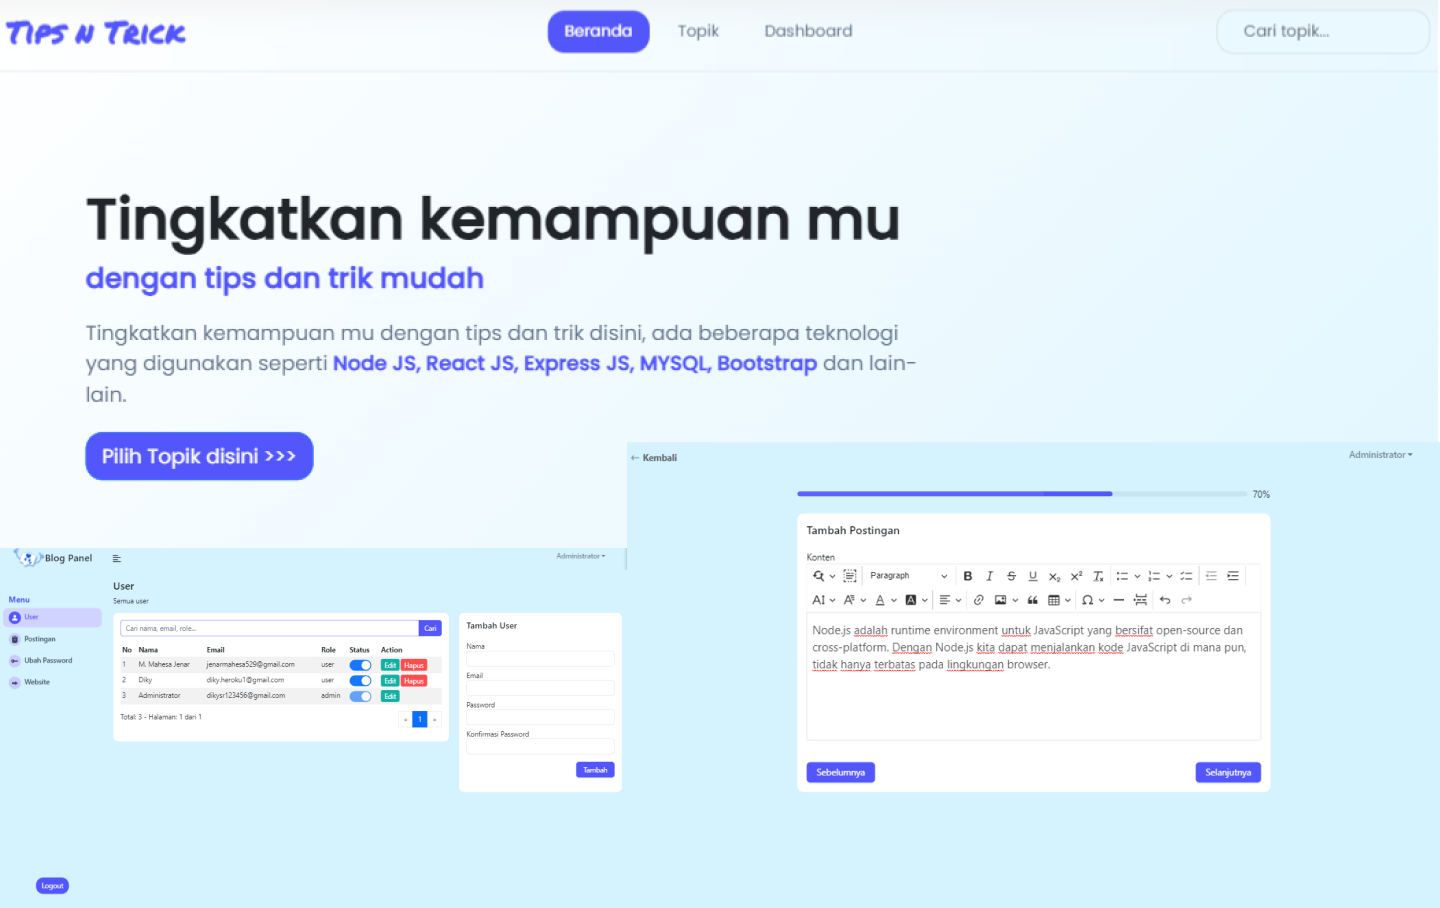 Tips n Trick
Beranda Topik Dashboard
Cari topik...
Tingkatkan kemampuan mu
dengan tips dan trik mudah
Tingkatkan kemampuan mu dengan tips dan trik disini, ada beberapa teknologi
yang digunakan seperti Node JS, React JS, Express JS, MYSQL, Bootstrap dan lain-
lain.
Pilih Topik disini >>>
Blog Panel
Administrator
Menu
User
Postingan
Ubah Password
Website
Logout
User
Semua user
Cari nama, email, role...
Cari
No Nama Email Role Status Action
1 M. Mahesa Jenar jenarmahesa529@gmail.com user Edit Hapus
2 Diky diky.heroku1@gmail.com user Edit Hapus
3 Administrator dikysr123456@gmail.com admin Edit
Total: 3 - Halaman: 1 dari 1
« 1 »
Tambah User
Nama
Email
Password
Konfirmasi Password
Tambah
← Kembali
Administrator
70%
Tambah Postingan
Konten
Paragraph
Node.js adalah runtime environment untuk JavaScript yang bersifat open-source dan
cross-platform. Dengan Node.js kita dapat menjalankan kode JavaScript di mana pun,
tidak hanya terbatas pada lingkungan browser.
Sebelumnya
Selanjutnya